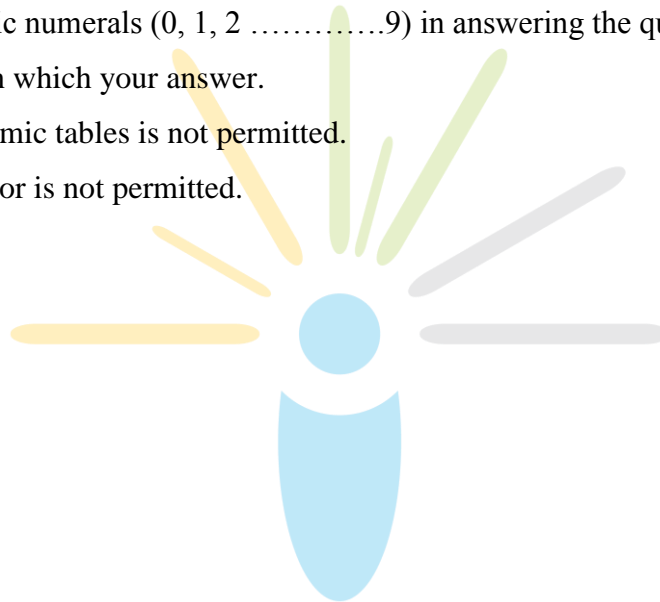 ic numerals (0, 1, 2 ………….9) in answering the qu
n which your answer.
mic tables is not permitted.
or is not permitted.